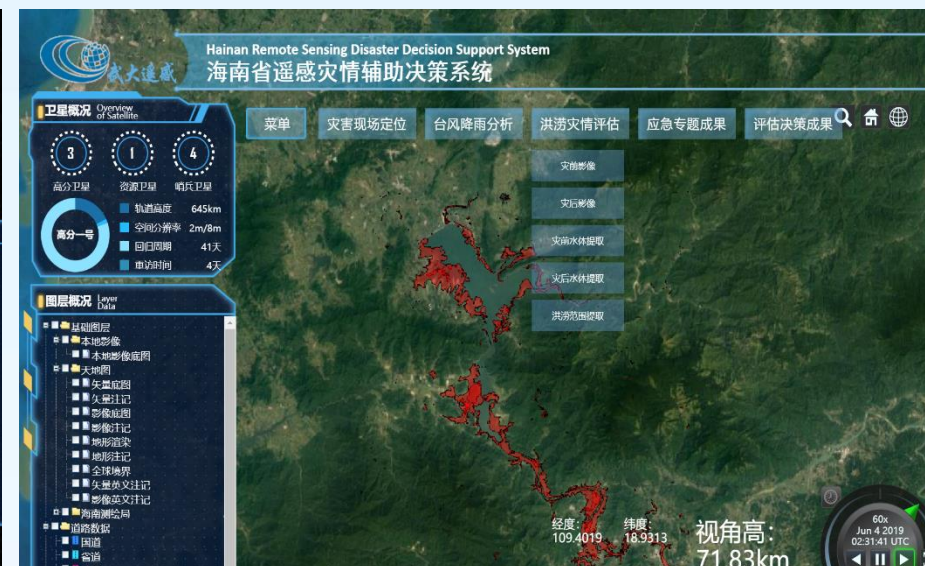 Hainan Remote Sensing Disaster Decision Support System
海南省遥感灾情辅助决策系统
武大遥感
卫星概况 Overview of Satellite
菜单 灾害现场定位 台风降雨分析 洪涝灾情评估 应急专题成果 评估决策成果
3 1 4
高分卫星 资源卫星 哨兵卫星
灾前影像
灾后影像
灾前水体提取
灾后水体提取
洪涝范围提取
高分一号
轨道高度 645km
空间分辨率 2m/8m
回归周期 41天
重访时间 4天
图层概况 Layer Data
基础图层
本地影像
本地影像底图
天地图
矢量底图
矢量注记
影像底图
影像注记
地形渲染
地形注记
全球境界
矢量英文注记
影像英文注记
海南测绘局
道路数据
国道
省道
经度: 纬度:
109.4019 18.9313
视角高:
71.83km
60x
Jun 4 2019
02:31:41 UTC